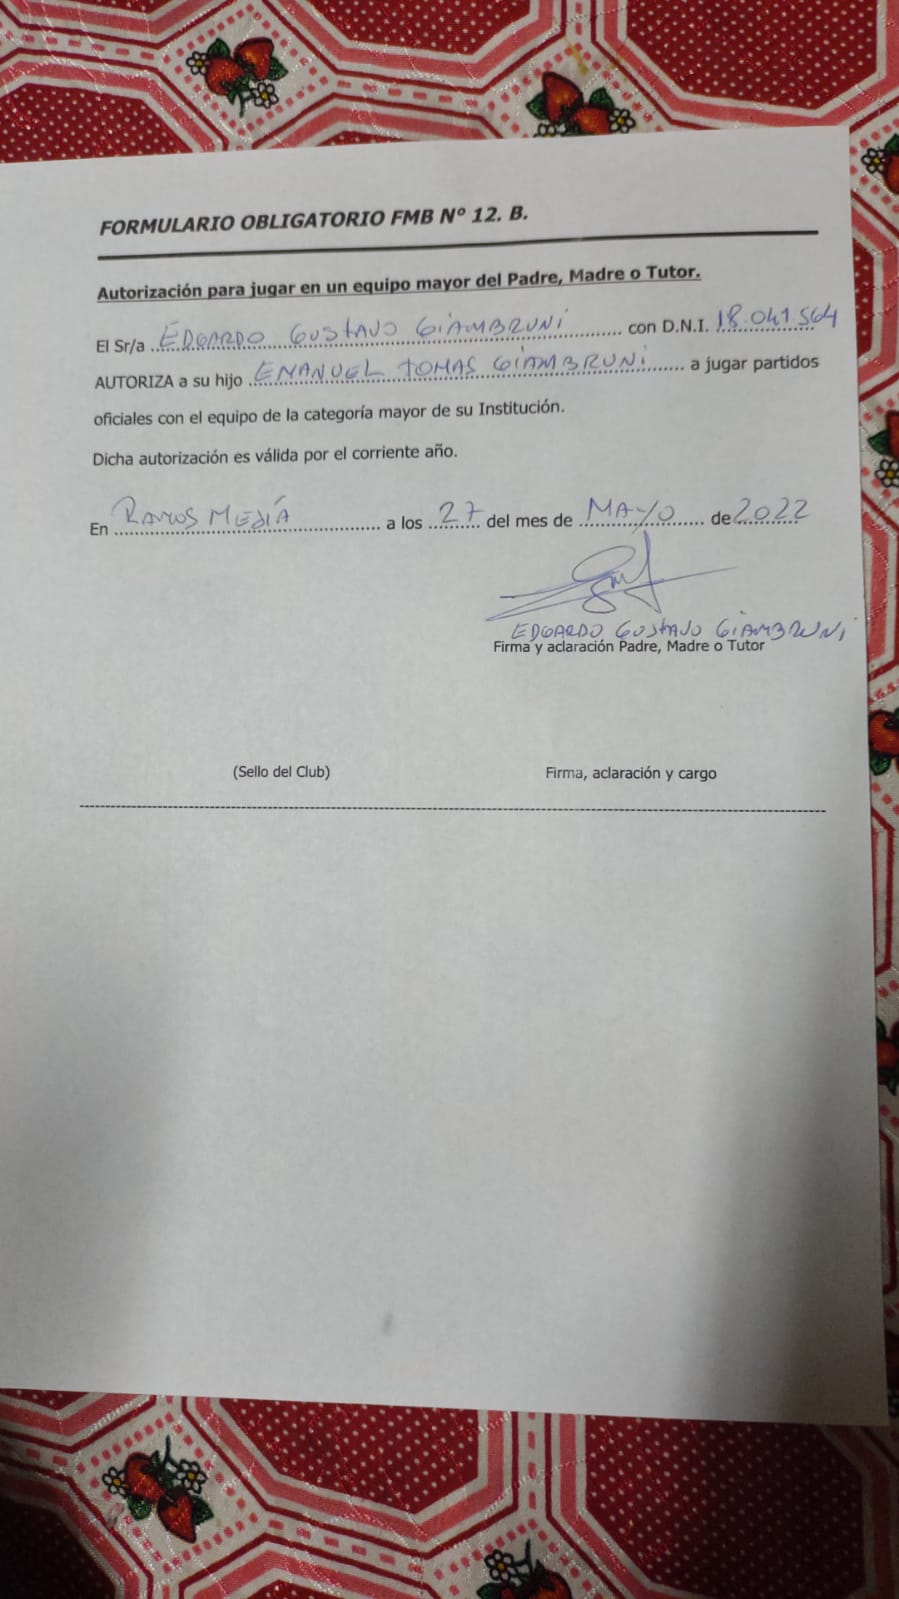 FORMULARIO OBLIGATORIO FMB N° 12. B.
Autorización para jugar en un equipo mayor del Padre, Madre o Tutor.
El Sr/a ..EDGARDO GUSTAVO GIAMBRUNI.......... con D.N.I. 18.041.564
AUTORIZA a su hijo .EMANUEL TOMAS GIAMBRUNI....... a jugar partidos
oficiales con el equipo de la categoría mayor de su Institución.
Dicha autorización es válida por el corriente año.
En RAMOS MEJÍA.................. a los ..27.. del mes de ..MAYO..... de 2022
EDGARDO GUSTAVO GIAMBRUNI
Firma y aclaración Padre, Madre o Tutor
(Sello del Club) Firma, aclaración y cargo